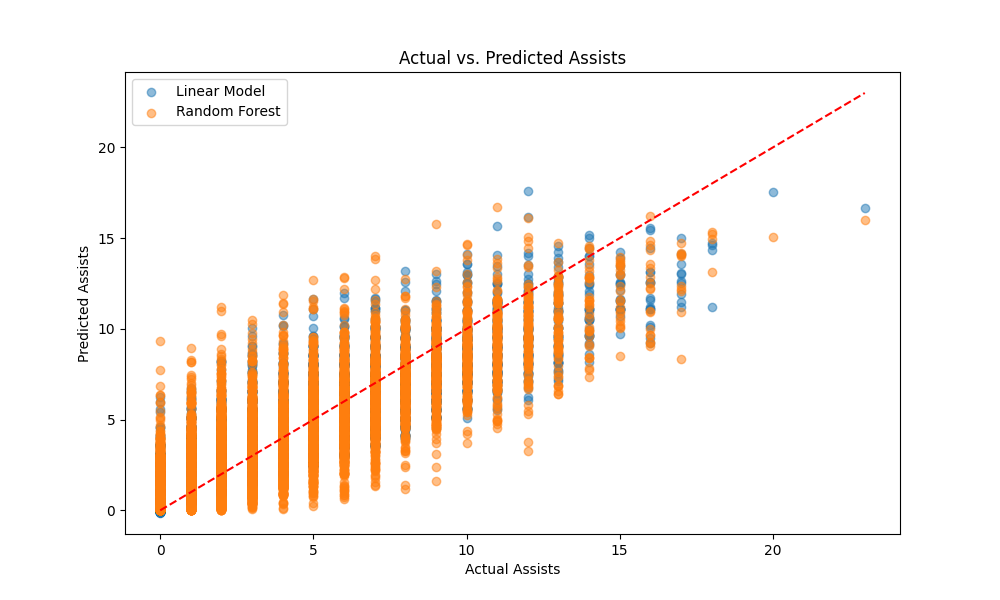 Actual vs. Predicted Assists
Linear Model
Random Forest
Predicted Assists
20
15
10
5
0
0 5 10 15 20
Actual Assists